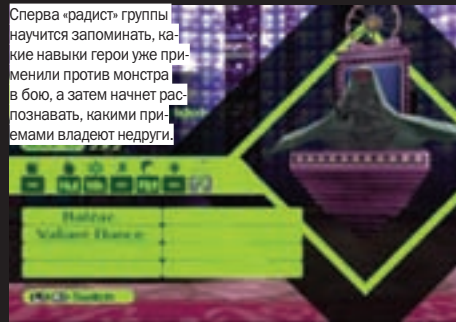 Сперва «радист» группы
научится запоминать, ка-
кие навыки герои уже при-
менили против монстра
в бою, а затем начнет рас-
познавать, какими при-
емами владеют недруги.
Valiant Dance